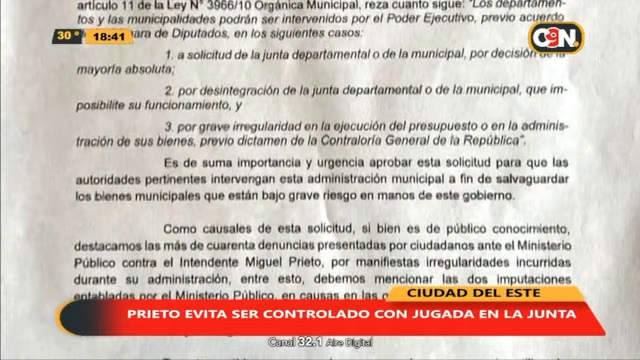 artículo 11 de la Ley N° 3966/10 Orgánica Municipal, reza cuanto sigue: "Los departamen-
tos y las municipalidades podrán ser intervenidos por el Poder Ejecutivo, previo acuerdo
30° 18:41
ara de Diputados, en los siguientes casos:
C9N
1. a solicitud de la junta departamental o de la municipal, por decisión de
mayoría absoluta;
2. por desintegración de la junta departamental o de la municipal, que im-
posibilite su funcionamiento, y
3. por grave irregularidad en la ejecución del presupuesto o en la adminis-
tración de sus bienes, previo dictamen de la Contraloría General de la República".
Es de suma importancia y urgencia aprobar esta solicitud para que las
autoridades pertinentes intervengan esta administración municipal a fin de salvaguardar
los bienes municipales que están bajo grave riesgo en manos de este gobierno.
Como causales de esta solicitud, si bien es de público conocimiento,
destacamos las más de cuarenta denuncias presentadas por ciudadanos ante el Ministerio
Público contra el Intendente Miguel Prieto, por manifiestas irregularidades incurridas
durante su administración, entre esto, debemos mencionar las dos imputaciones
entabladas por el Ministerio Público, en causas en las
CIUDAD DEL ESTE
PRIETO EVITA SER CONTROLADO CON JUGADA EN LA JUNTA
Canal 32.1 Aire Digital